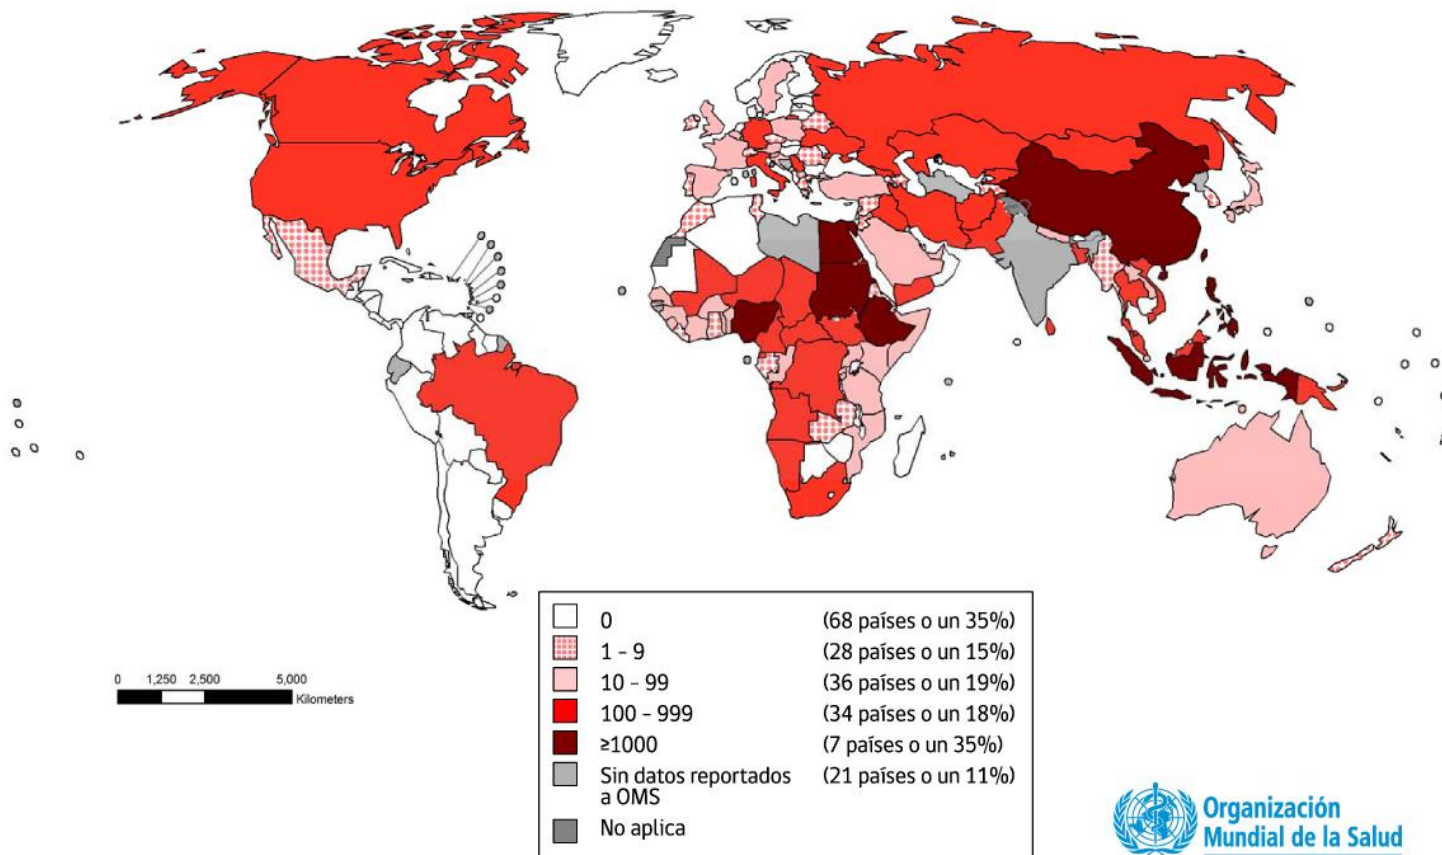 0 1,250 2,500 5,000
Kilometers
0 (68 países o un 35%)
1 - 9 (28 países o un 15%)
10 - 99 (36 países o un 19%)
100 - 999 (34 países o un 18%)
≥1000 (7 países o un 35%)
Sin datos reportados (21 países o un 11%)
a OMS
No aplica
Organización
Mundial de la Salud